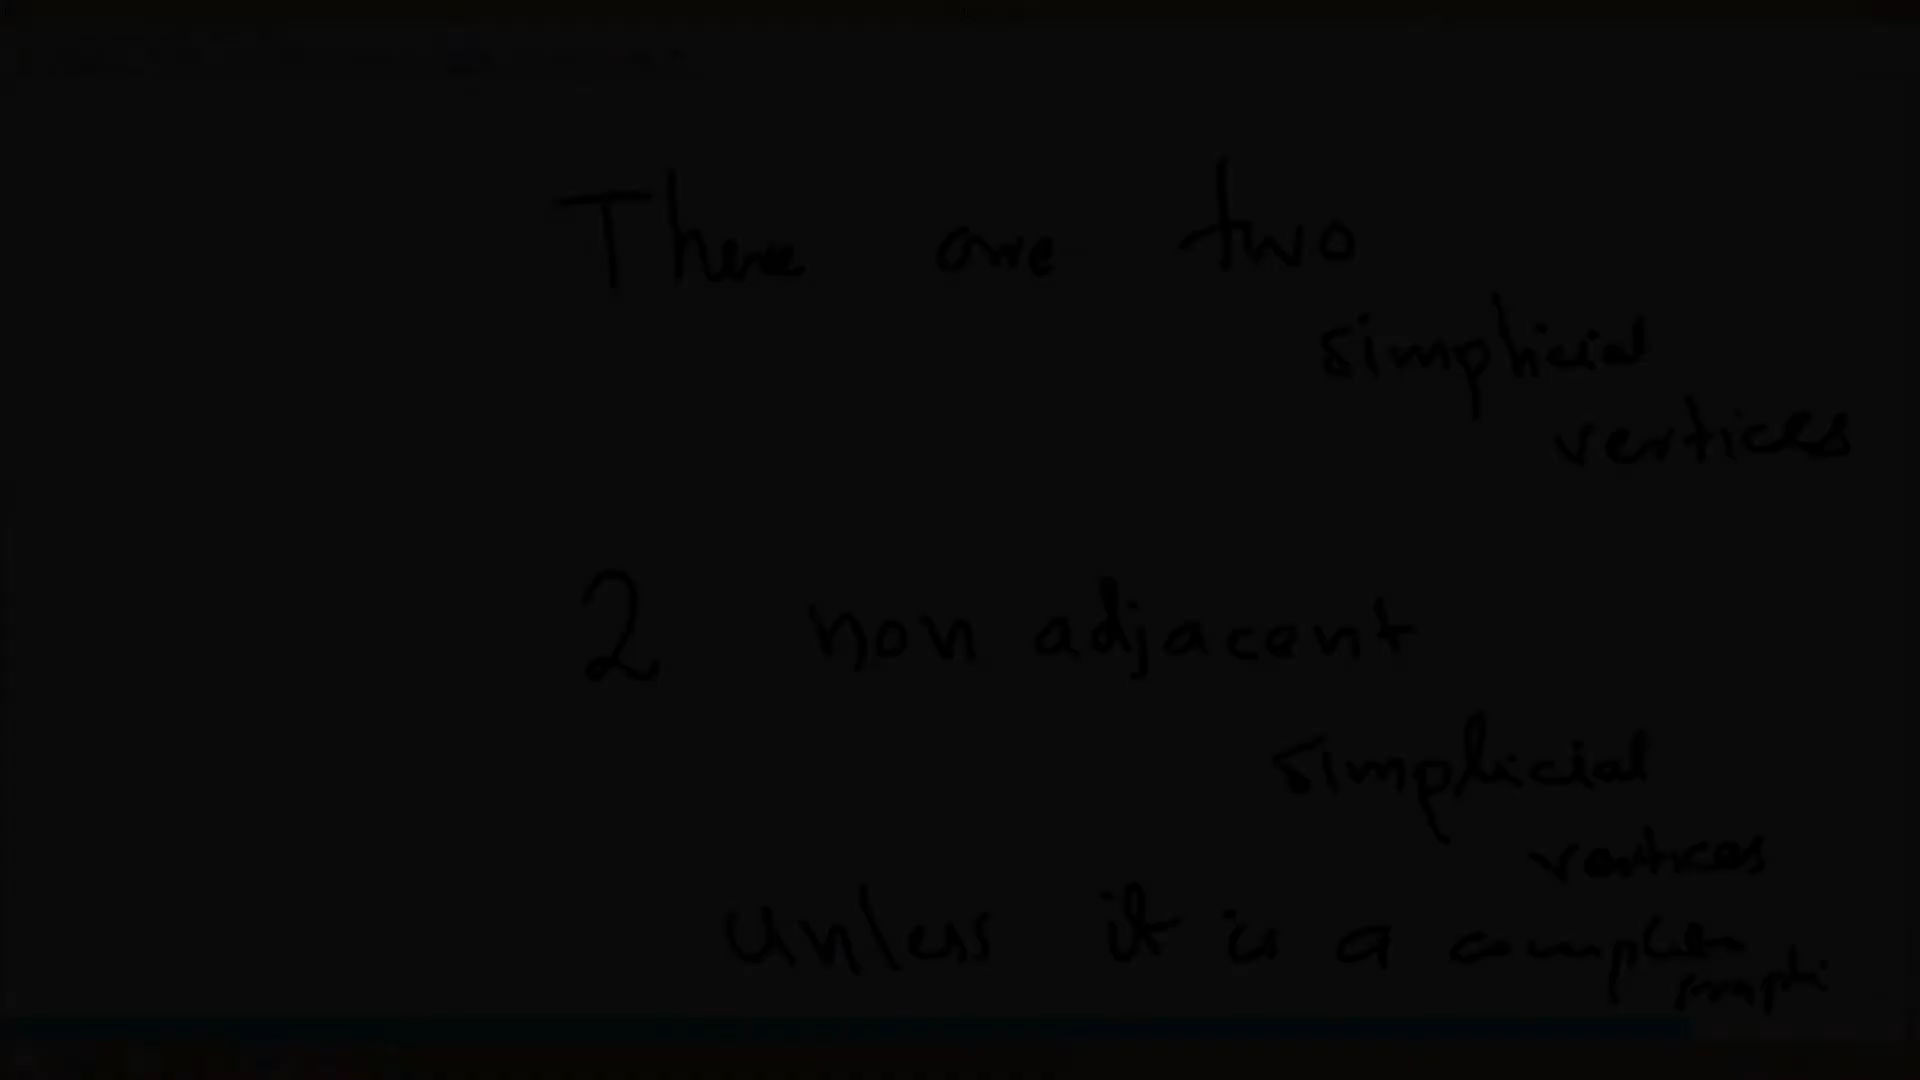 There are two
simplicial
vertices
2 non adjacent
simplicial
vertices
unless it is a complete
graph